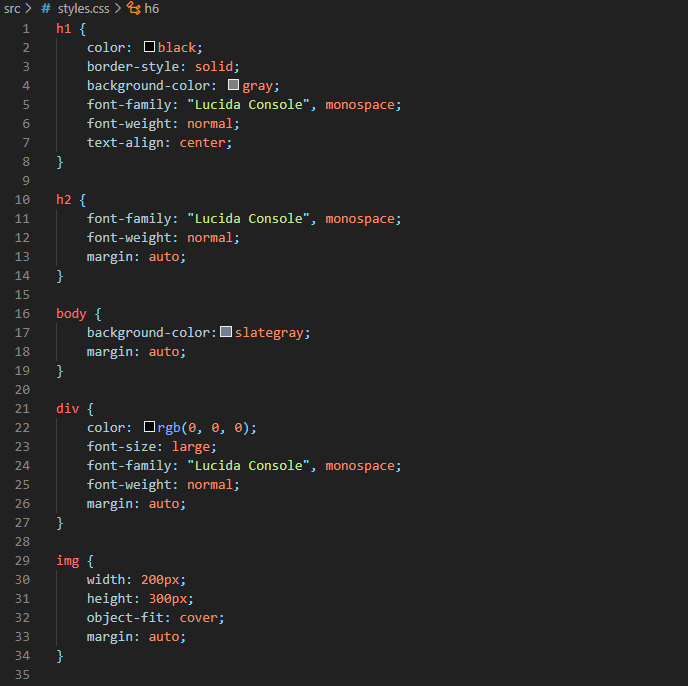 src > # styles.css > h6
1 h1 {
2     color: black;
3     border-style: solid;
4     background-color: gray;
5     font-family: "Lucida Console", monospace;
6     font-weight: normal;
7     text-align: center;
8 }
9
10 h2 {
11     font-family: "Lucida Console", monospace;
12     font-weight: normal;
13     margin: auto;
14 }
15
16 body {
17     background-color: slategray;
18     margin: auto;
19 }
20
21 div {
22     color: rgb(0, 0, 0);
23     font-size: large;
24     font-family: "Lucida Console", monospace;
25     font-weight: normal;
26     margin: auto;
27 }
28
29 img {
30     width: 200px;
31     height: 300px;
32     object-fit: cover;
33     margin: auto;
34 }
35